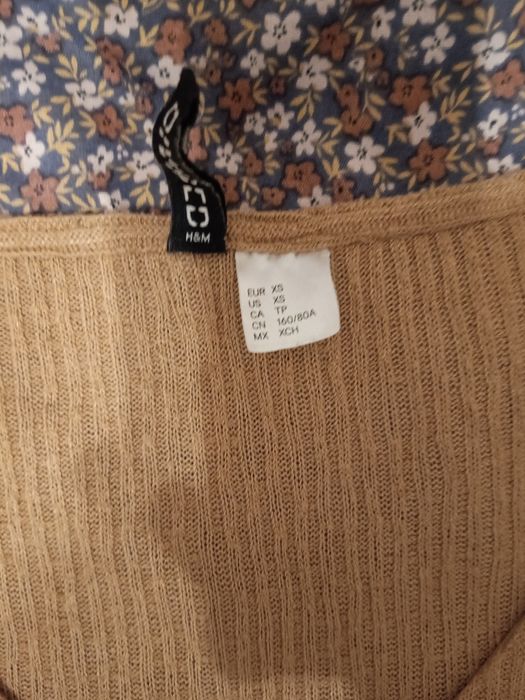 H&M
EUR XS
US XS
CA TP
CN 160/80A
MX XCH